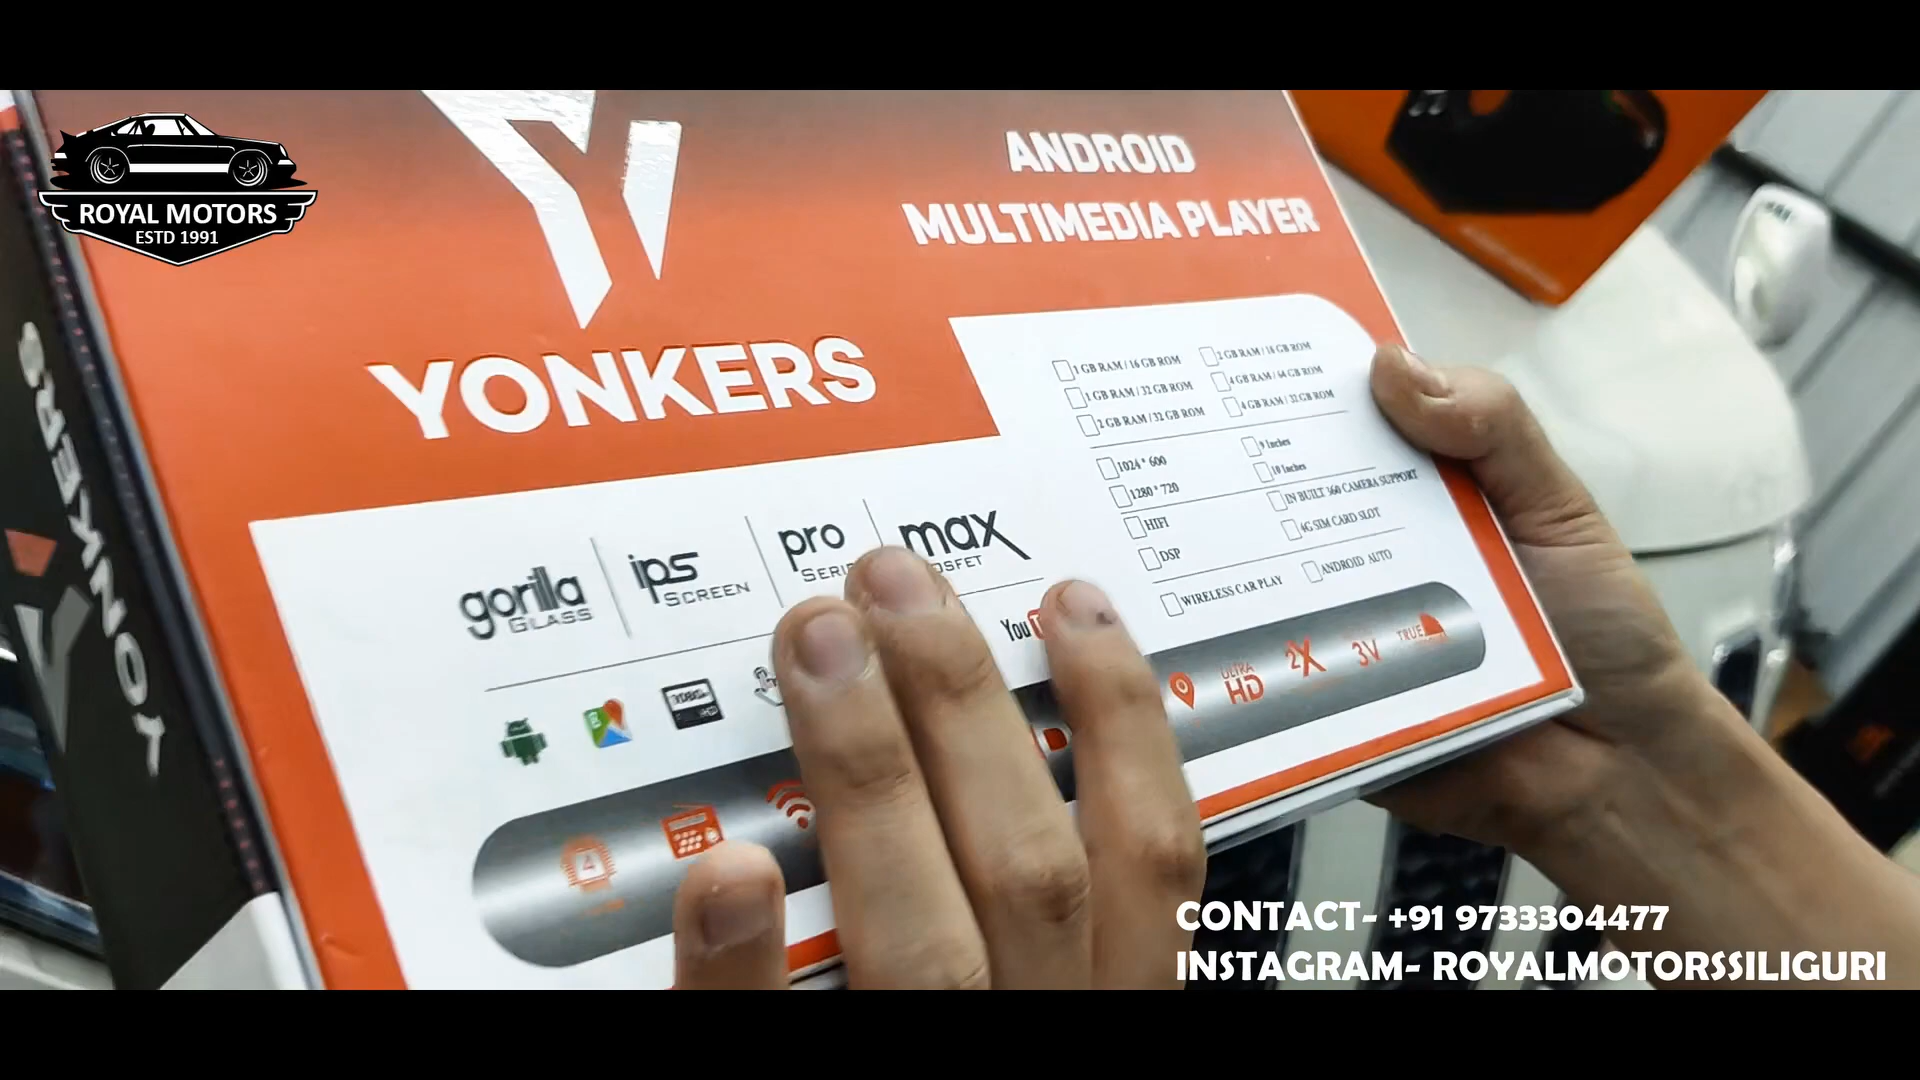 ROYAL MOTORS
ESTD 1991
ANDROID
MULTIMEDIA PLAYER
YONKERS
YONKERS
1 GB RAM / 16 GB ROM
2 GB RAM / 16 GB ROM
1 GB RAM / 32 GB ROM
4 GB RAM / 64 GB ROM
2 GB RAM / 32 GB ROM
4 GB RAM / 32 GB ROM
1024 * 600
9 Inches
1280 * 720
10 Inches
HIFI
IN BUILT 360 CAMERA SUPPORT
DSP
4G SIM CARD SLOT
WIRELESS CAR PLAY
ANDROID AUTO
gorilla
GLASS
ips
SCREEN
pro
max
You
4
ULTRA
HD
2X
3V
TRUE
CONTACT- +91 9733304477
INSTAGRAM- ROYALMOTORSSILIGURI